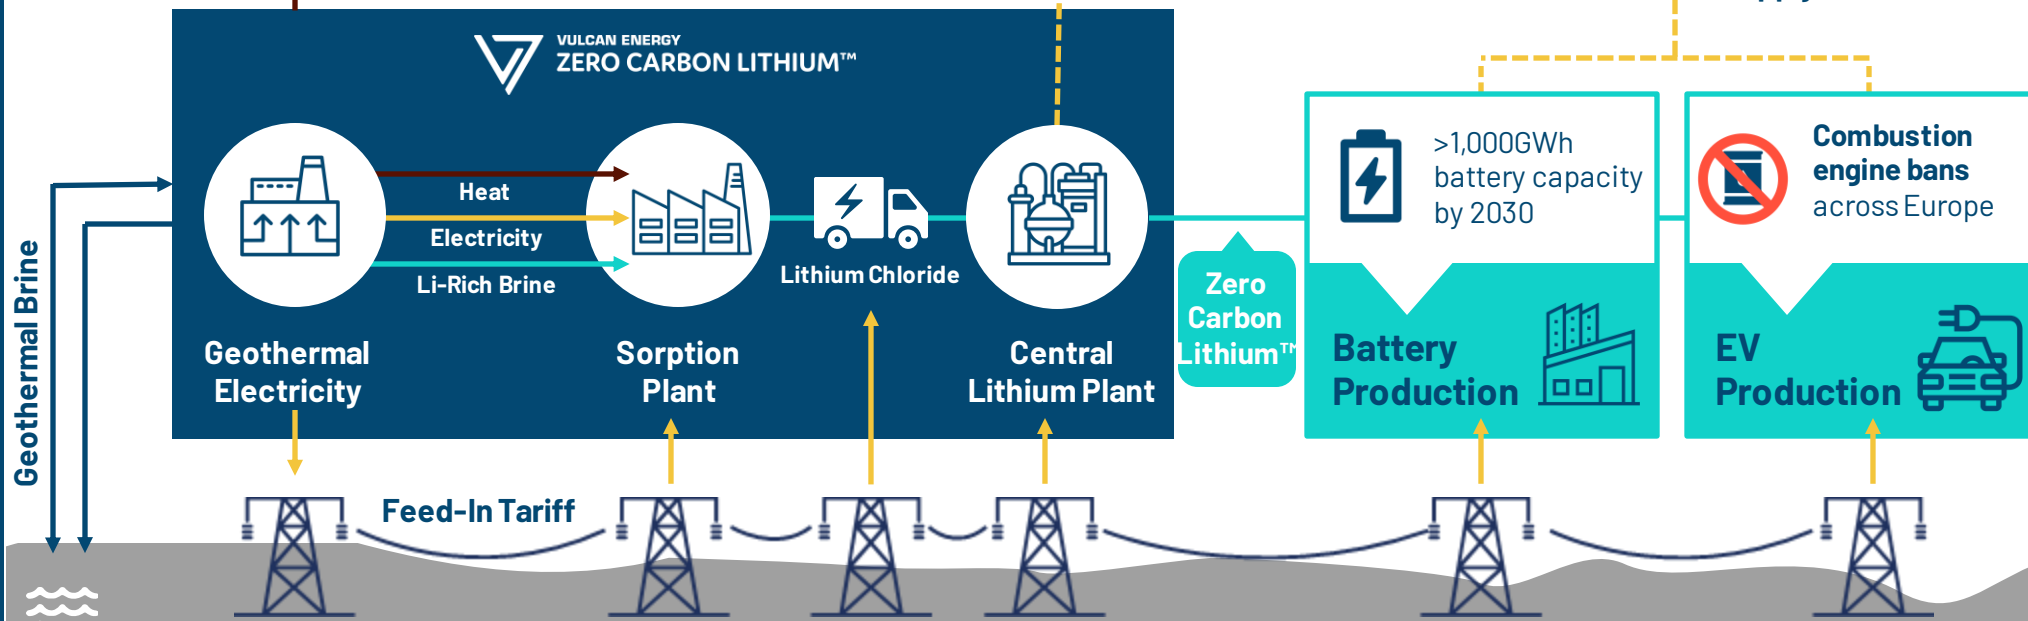 VULCAN ENERGY
ZERO CARBON LITHIUM™
Geothermal Brine
Heat
Electricity
Li-Rich Brine
Lithium Chloride
Geothermal
Electricity
Sorption
Plant
Central
Lithium Plant
Zero
Carbon
Lithium™
>1,000GWh
battery capacity
by 2030
Battery
Production
Combustion
engine bans
across Europe
EV
Production
Feed-In Tariff